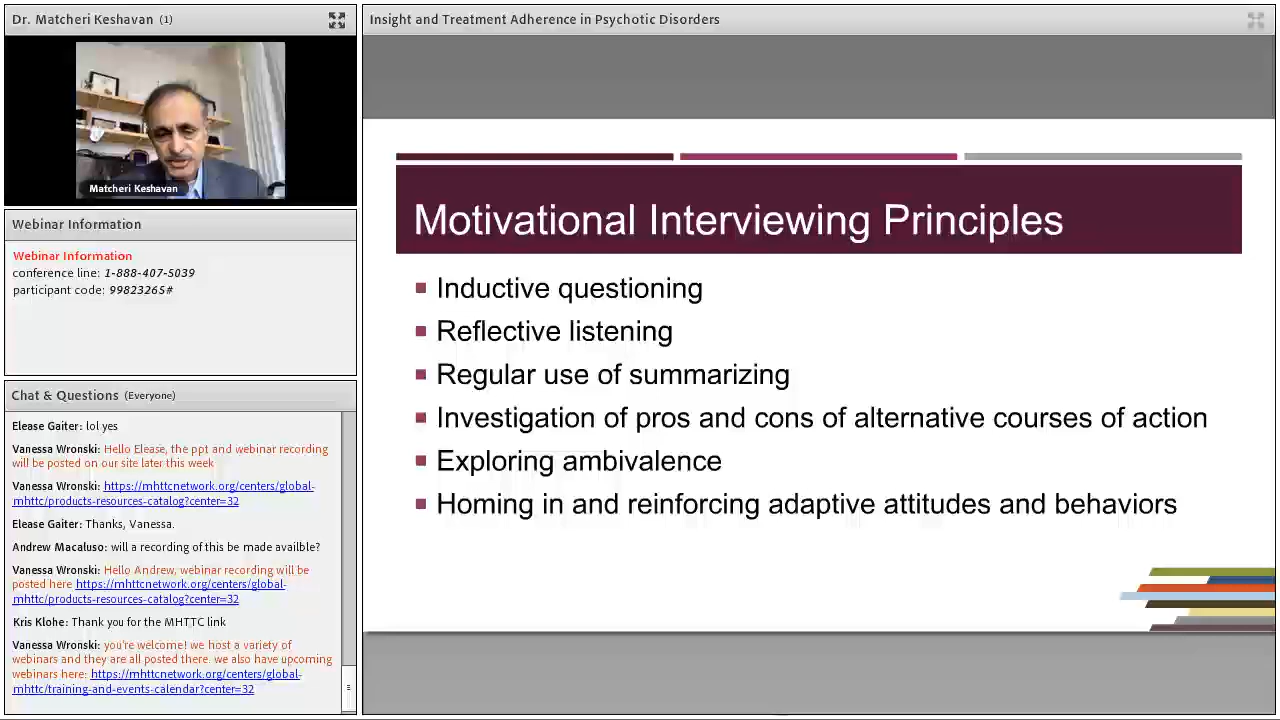 Dr. Matcheri Keshavan (1)
Matcheri Keshavan
Webinar Information
Webinar Information
conference line: 1-888-407-5039
participant code: 99823265#
Chat & Questions (Everyone)
Elease Gaiter: lol yes
Vanessa Wronski: Hello Elease, the ppt and webinar recording
will be posted on our site later this week
Vanessa Wronski: https://mhttcnetwork.org/centers/global-
mhttc/products-resources-catalog?center=32
Elease Gaiter: Thanks, Vanessa.
Andrew Macaluso: will a recording of this be made availble?
Vanessa Wronski: Hello Andrew, webinar recording will be
posted here https://mhttcnetwork.org/centers/global-
mhttc/products-resources-catalog?center=32
Kris Klohe: Thank you for the MHTTC link
Vanessa Wronski: you're welcome! we host a variety of
webinars and they are all posted there. we also have upcoming
webinars here: https://mhttcnetwork.org/centers/global-
mhttc/training-and-events-calendar?center=32
Insight and Treatment Adherence in Psychotic Disorders
Motivational Interviewing Principles
Inductive questioning
Reflective listening
Regular use of summarizing
Investigation of pros and cons of alternative courses of action
Exploring ambivalence
Homing in and reinforcing adaptive attitudes and behaviors